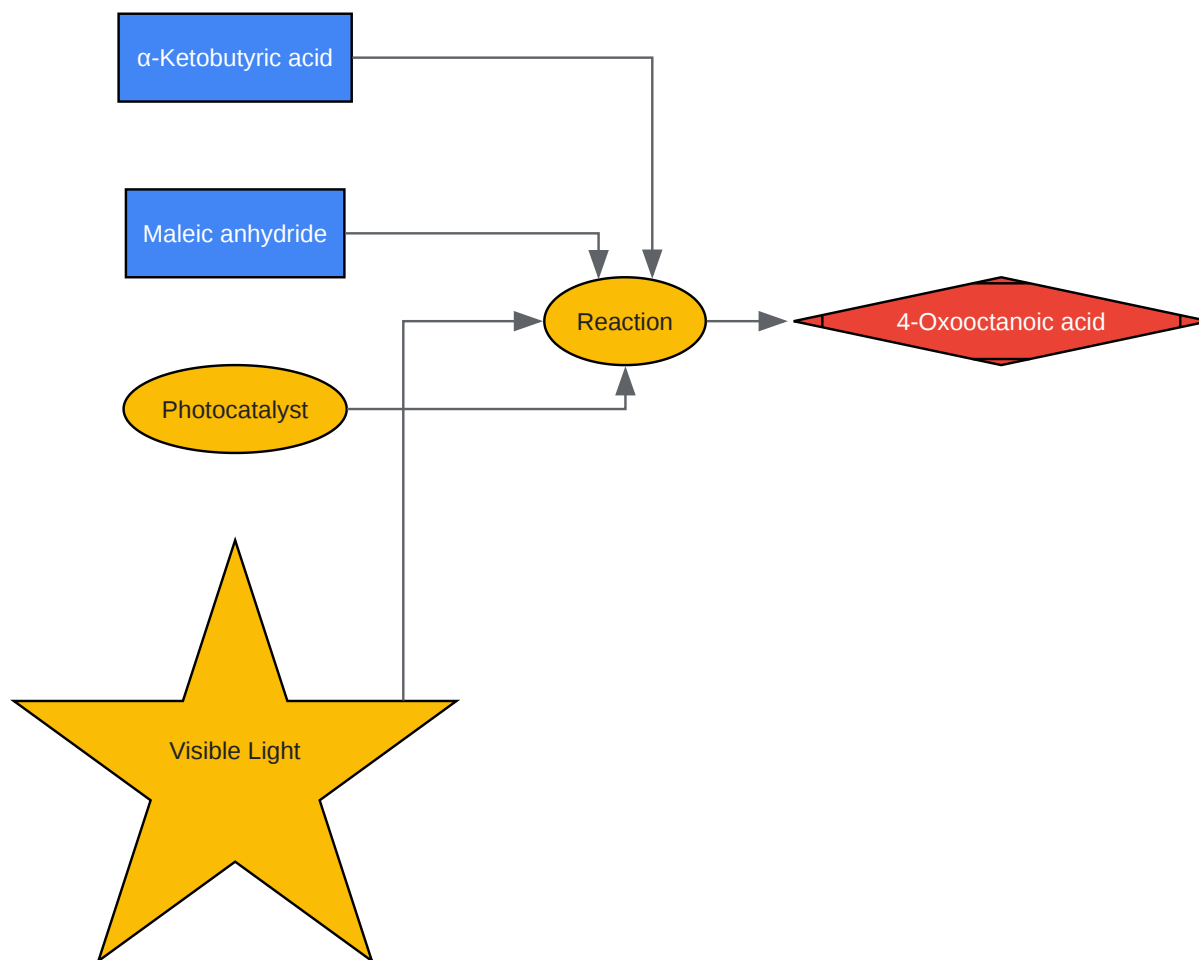 α-Ketobutyric acid
Maleic anhydride
Reaction
4-Oxooctanoic acid
Photocatalyst
Visible Light